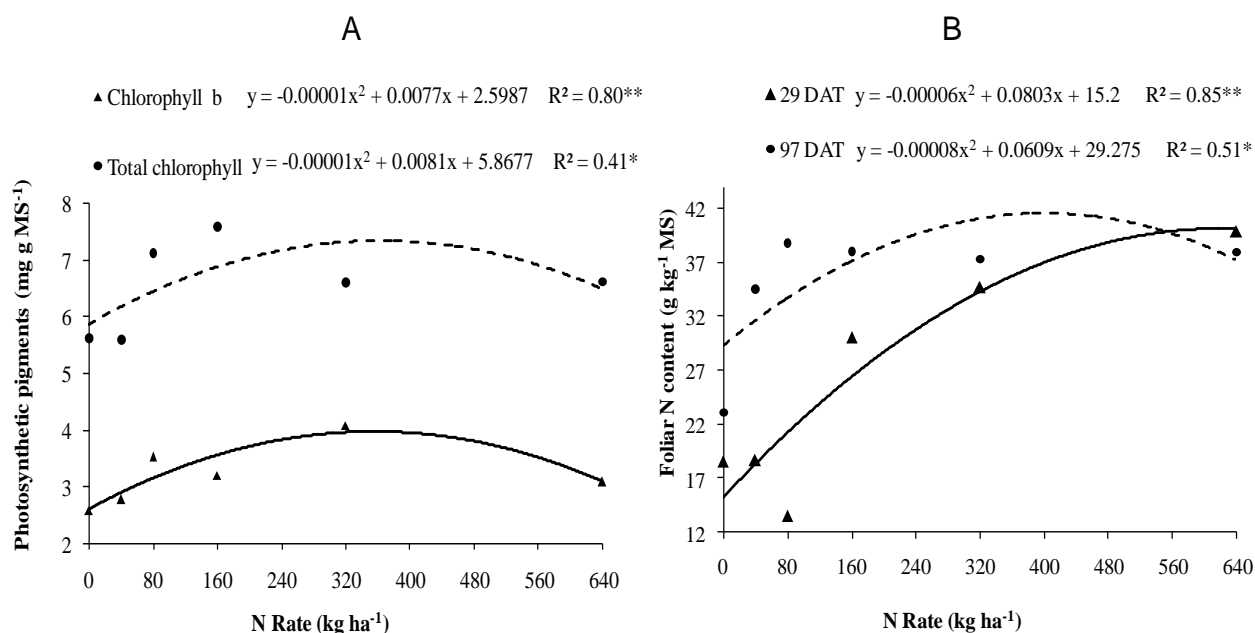 A
▲ Chlorophyll b y = -0.00001x² + 0.0077x + 2.5987 R² = 0.80**
● Total chlorophyll y = -0.00001x² + 0.0081x + 5.8677 R² = 0.41*
Photosynthetic pigments (mg g MS⁻¹)
8
7
6
5
4
3
2
0 80 160 240 320 400 480 560 640
N Rate (kg ha⁻¹)
B
▲ 29 DAT y = -0.00006x² + 0.0803x + 15.2 R² = 0.85**
● 97 DAT y = -0.00008x² + 0.0609x + 29.275 R² = 0.51*
Foliar N content (g kg⁻¹ MS)
42
37
32
27
22
17
12
0 80 160 240 320 400 480 560 640
N Rate (kg ha⁻¹)